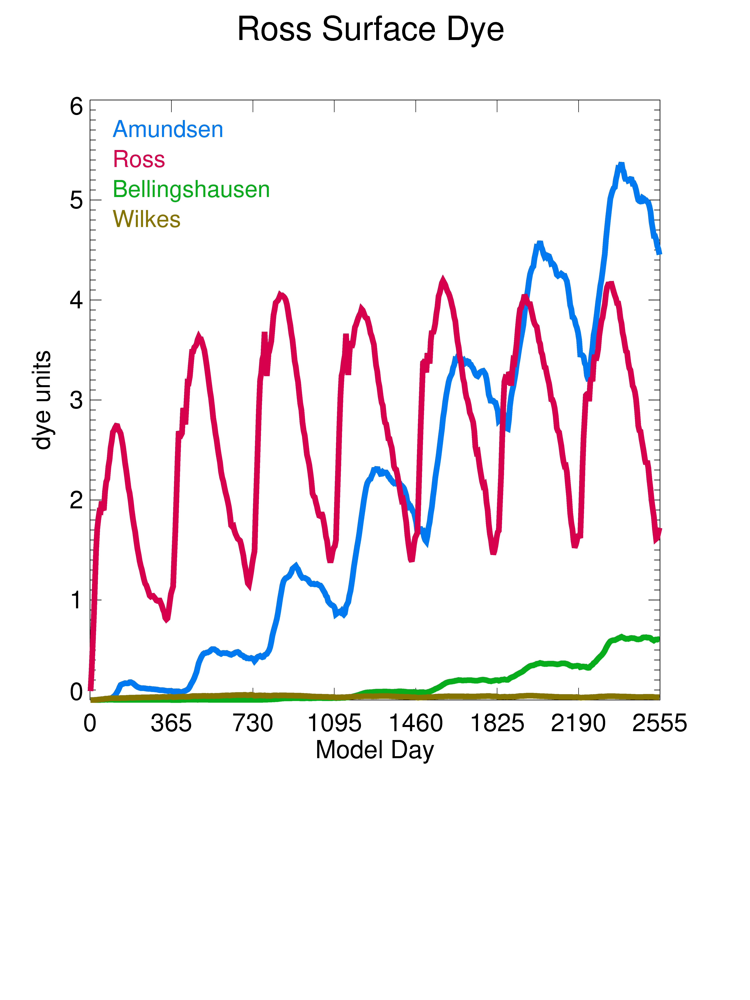 Ross Surface Dye
6
Amundsen
Ross
Bellingshausen
5
Wilkes
4
3
2
1
0
dye units
0 365 730 1095 1460 1825 2190 2555
Model Day